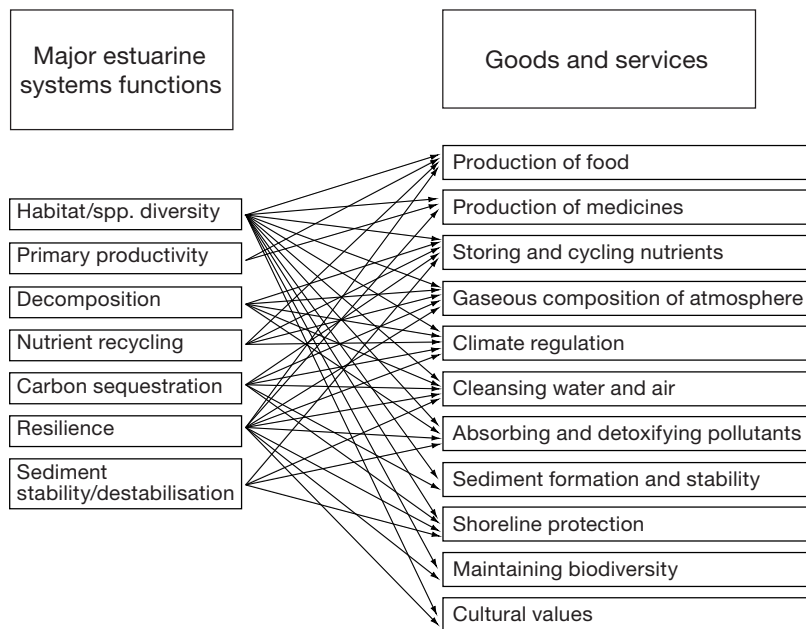 Major estuarine
systems functions
Goods and services
Habitat/spp. diversity
Primary productivity
Decomposition
Nutrient recycling
Carbon sequestration
Resilience
Sediment
stability/destabilisation
Production of food
Production of medicines
Storing and cycling nutrients
Gaseous composition of atmosphere
Climate regulation
Cleansing water and air
Absorbing and detoxifying pollutants
Sediment formation and stability
Shoreline protection
Maintaining biodiversity
Cultural values